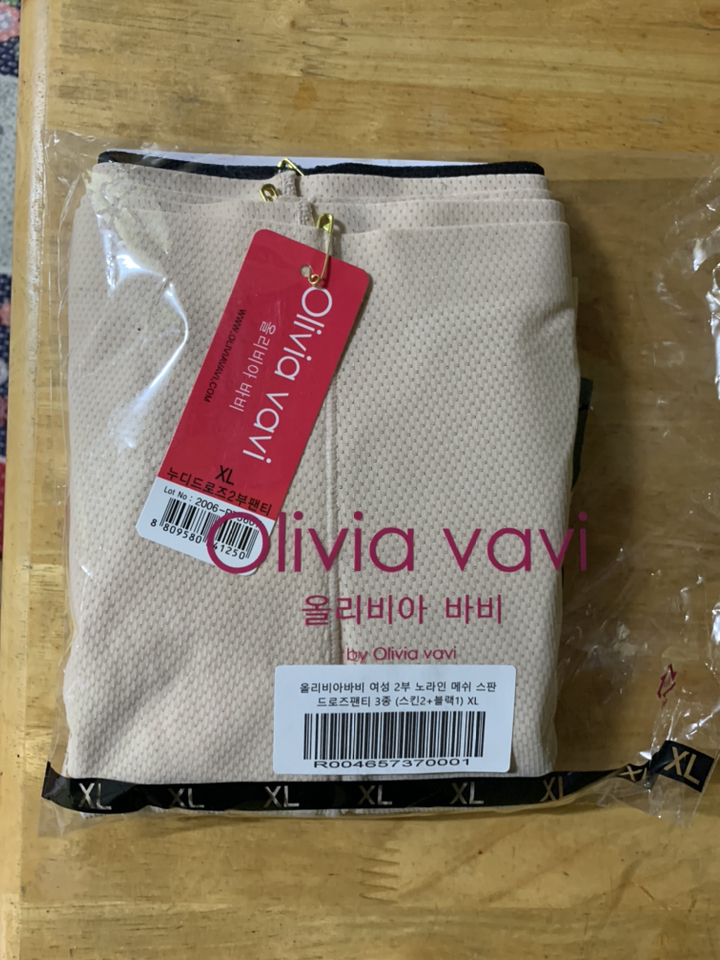 Olivia vavi
올리비아 바비
WWW.OLIVIAVAVI.COM
XL
누디드로즈2부팬티
Lot No : 2006-
8 809580 41250
Olivia vavi
올리비아 바비
by Olivia vavi
올리비아바비 여성 2부 노라인 메쉬 스판
드로즈팬티 3종 (스킨2+블랙1) XL
R004657370001
XL XL XL XL XL XL X XL